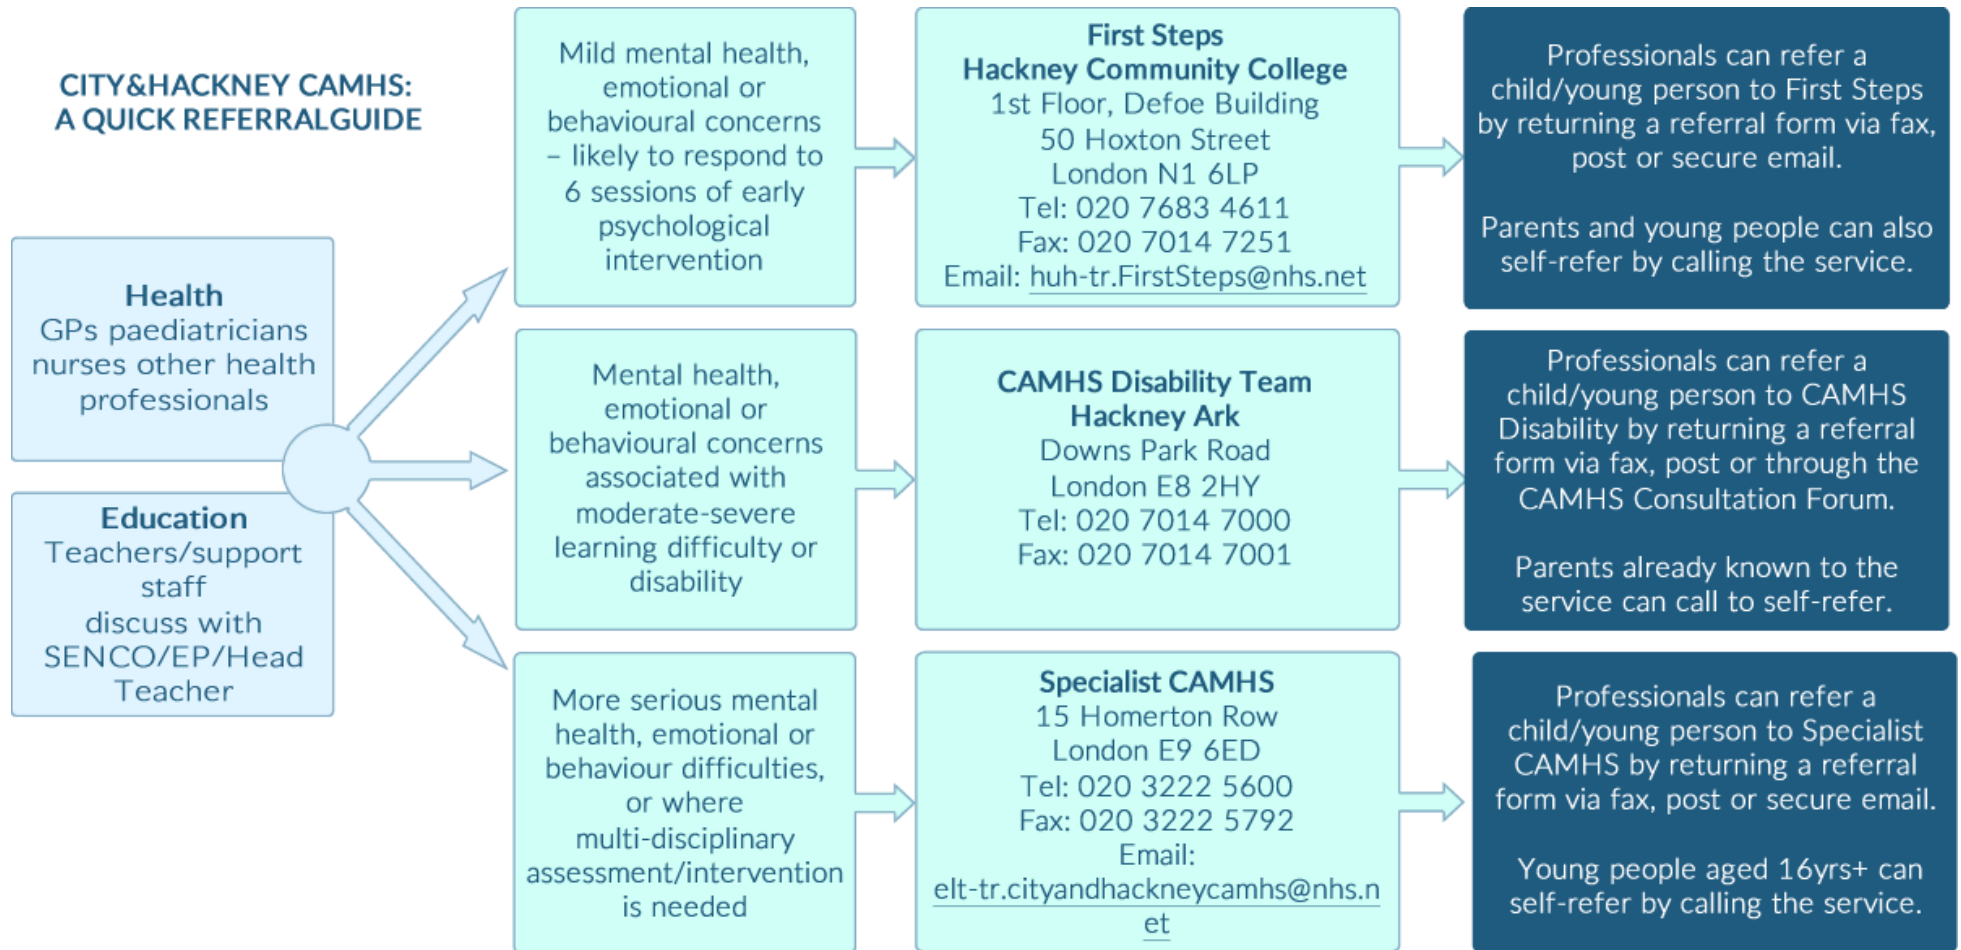 CITY&HACKNEY CAMHS:
A QUICK REFERRALGUIDE
Health
GPs paediatricians
nurses other health
professionals
Education
Teachers/support
staff
discuss with
SENCO/EP/Head
Teacher
Mild mental health,
emotional or
behavioural concerns
– likely to respond to
6 sessions of early
psychological
intervention
First Steps
Hackney Community College
1st Floor, Defoe Building
50 Hoxton Street
London N1 6LP
Tel: 020 7683 4611
Fax: 020 7014 7251
Email: huh-tr.FirstSteps@nhs.net
Professionals can refer a
child/young person to First Steps
by returning a referral form via fax,
post or secure email.
Parents and young people can also
self-refer by calling the service.
Mental health,
emotional or
behavioural concerns
associated with
moderate-severe
learning difficulty or
disability
CAMHS Disability Team
Hackney Ark
Downs Park Road
London E8 2HY
Tel: 020 7014 7000
Fax: 020 7014 7001
Professionals can refer a
child/young person to CAMHS
Disability by returning a referral
form via fax, post or through the
CAMHS Consultation Forum.
Parents already known to the
service can call to self-refer.
More serious mental
health, emotional or
behaviour difficulties,
or where
multi-disciplinary
assessment/intervention
is needed
Specialist CAMHS
15 Homerton Row
London E9 6ED
Tel: 020 3222 5600
Fax: 020 3222 5792
Email:
elt-tr.cityandhackneycamhs@nhs.n
et
Professionals can refer a
child/young person to Specialist
CAMHS by returning a referral
form via fax, post or secure email.
Young people aged 16yrs+ can
self-refer by calling the service.